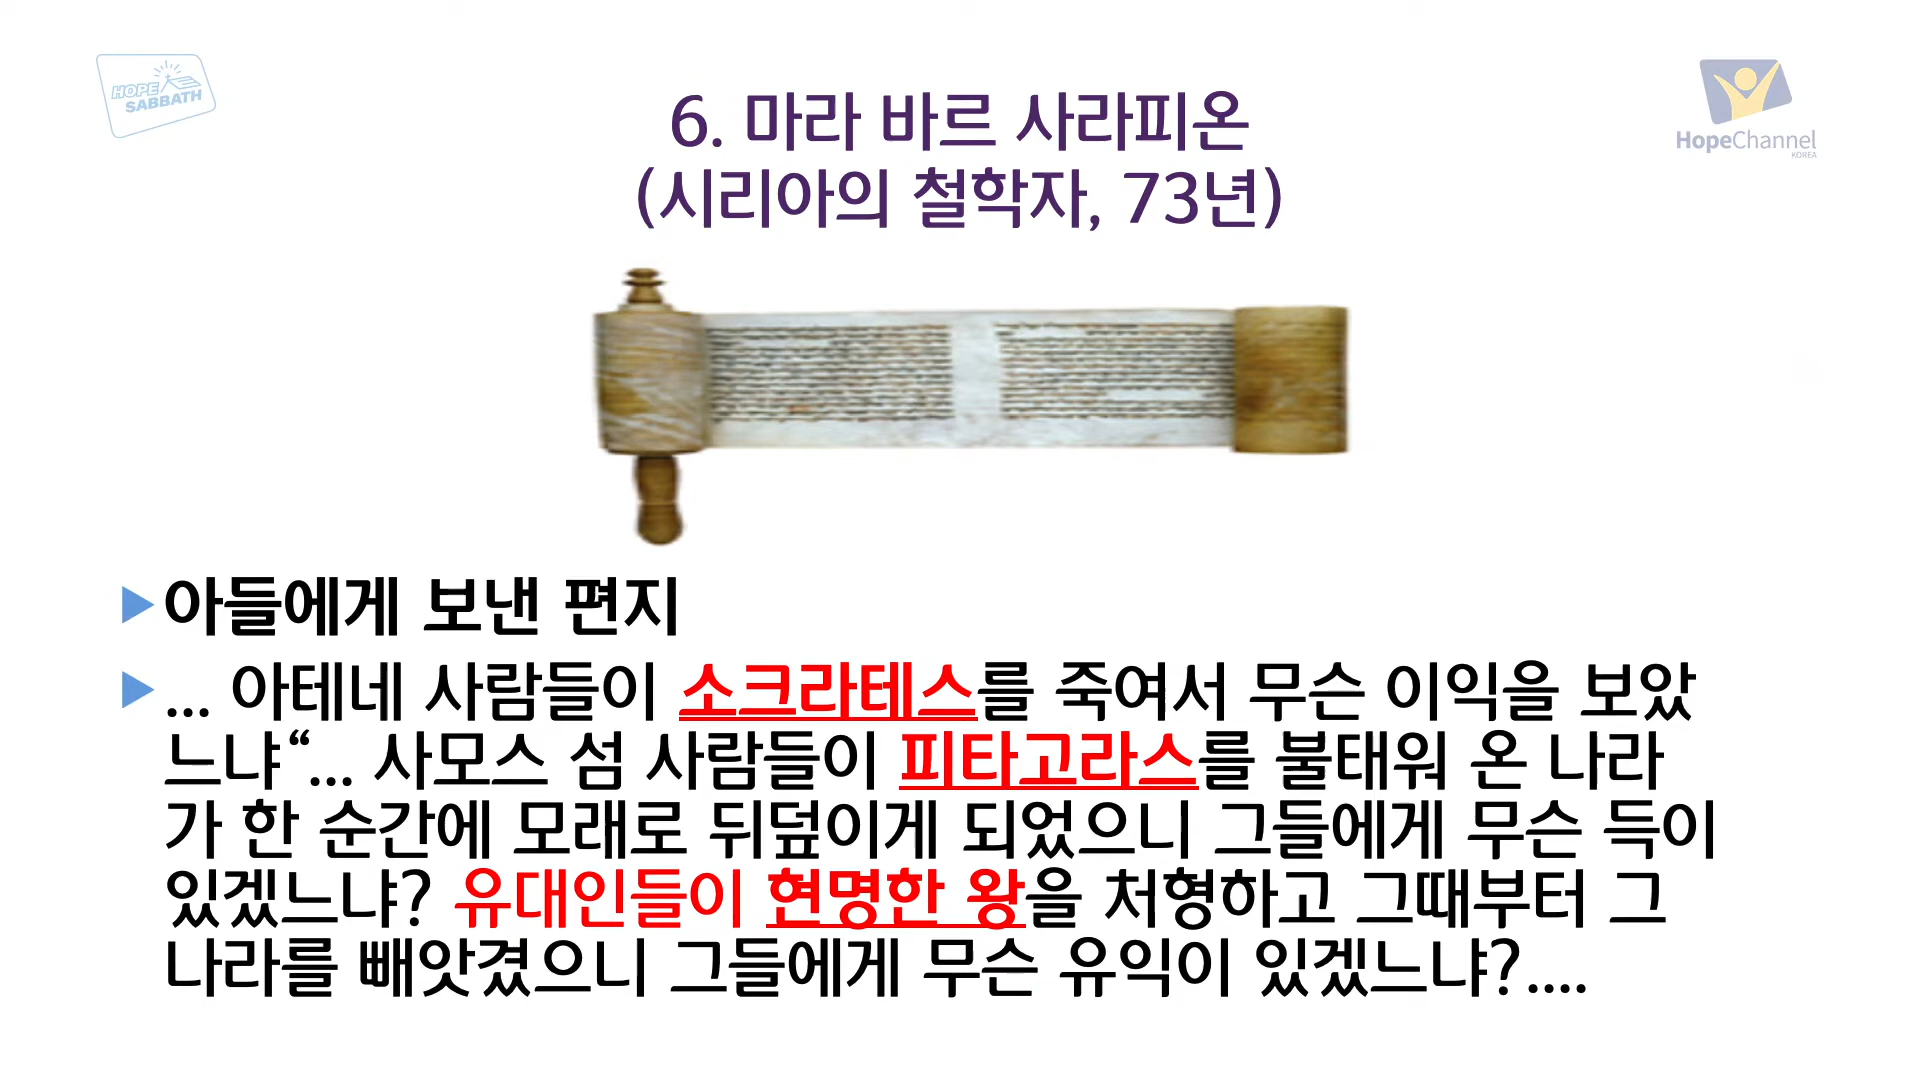 HOPE
SABBATH
HopeChannel
KOREA
6. 마라 바르 사라피온
(시리아의 철학자, 73년)
▶아들에게 보낸 편지
▶... 아테네 사람들이 소크라테스를 죽여서 무슨 이익을 보았
느냐“... 사모스 섬 사람들이 피타고라스를 불태워 온 나라
가 한 순간에 모래로 뒤덮이게 되었으니 그들에게 무슨 득이
있겠느냐? 유대인들이 현명한 왕을 처형하고 그때부터 그
나라를 빼앗겼으니 그들에게 무슨 유익이 있겠느냐?....